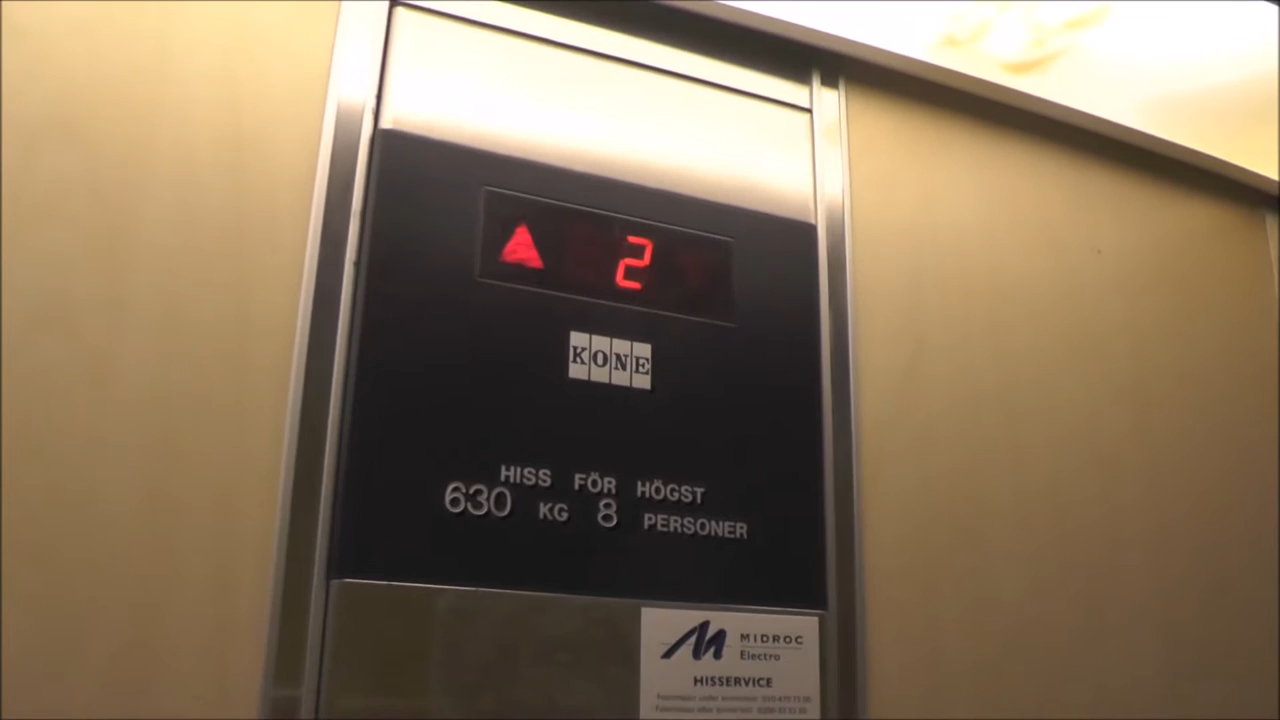 2
KONE
HISS FÖR HÖGST
630 KG 8 PERSONER
MIDROC
Electro
HISSERVICE